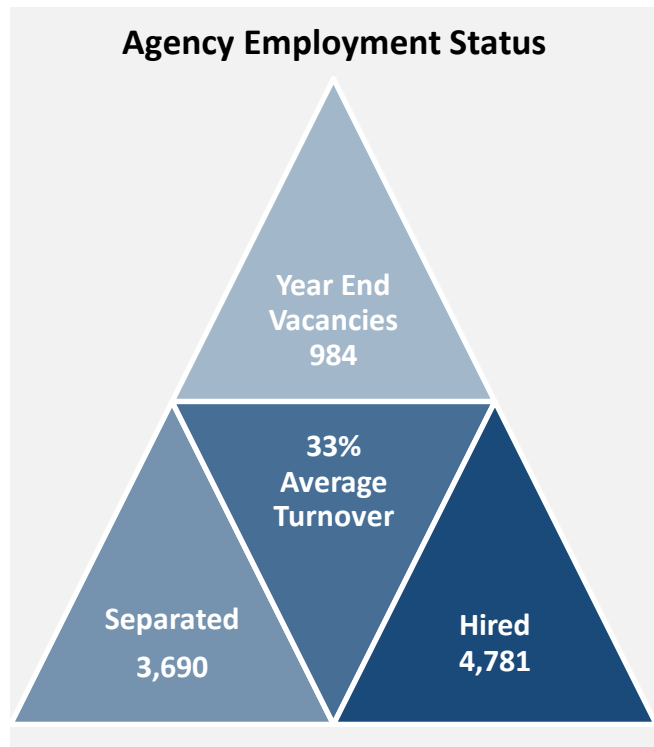 Agency Employment Status
Year End
Vacancies
984
33%
Average
Turnover
Separated
3,690
Hired
4,781